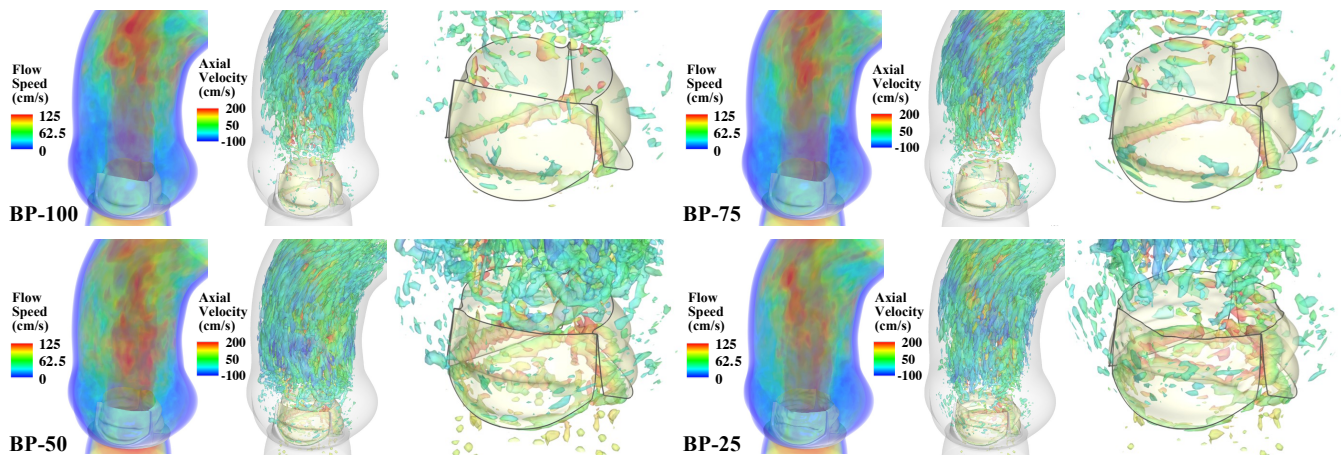 Flow
Speed
(cm/s)
125
62.5
0
Axial
Velocity
(cm/s)
200
50
-100
BP-100
Flow
Speed
(cm/s)
125
62.5
0
Axial
Velocity
(cm/s)
200
50
-100
BP-75
Flow
Speed
(cm/s)
125
62.5
0
Axial
Velocity
(cm/s)
200
50
-100
BP-50
Flow
Speed
(cm/s)
125
62.5
0
Axial
Velocity
(cm/s)
200
50
-100
BP-25